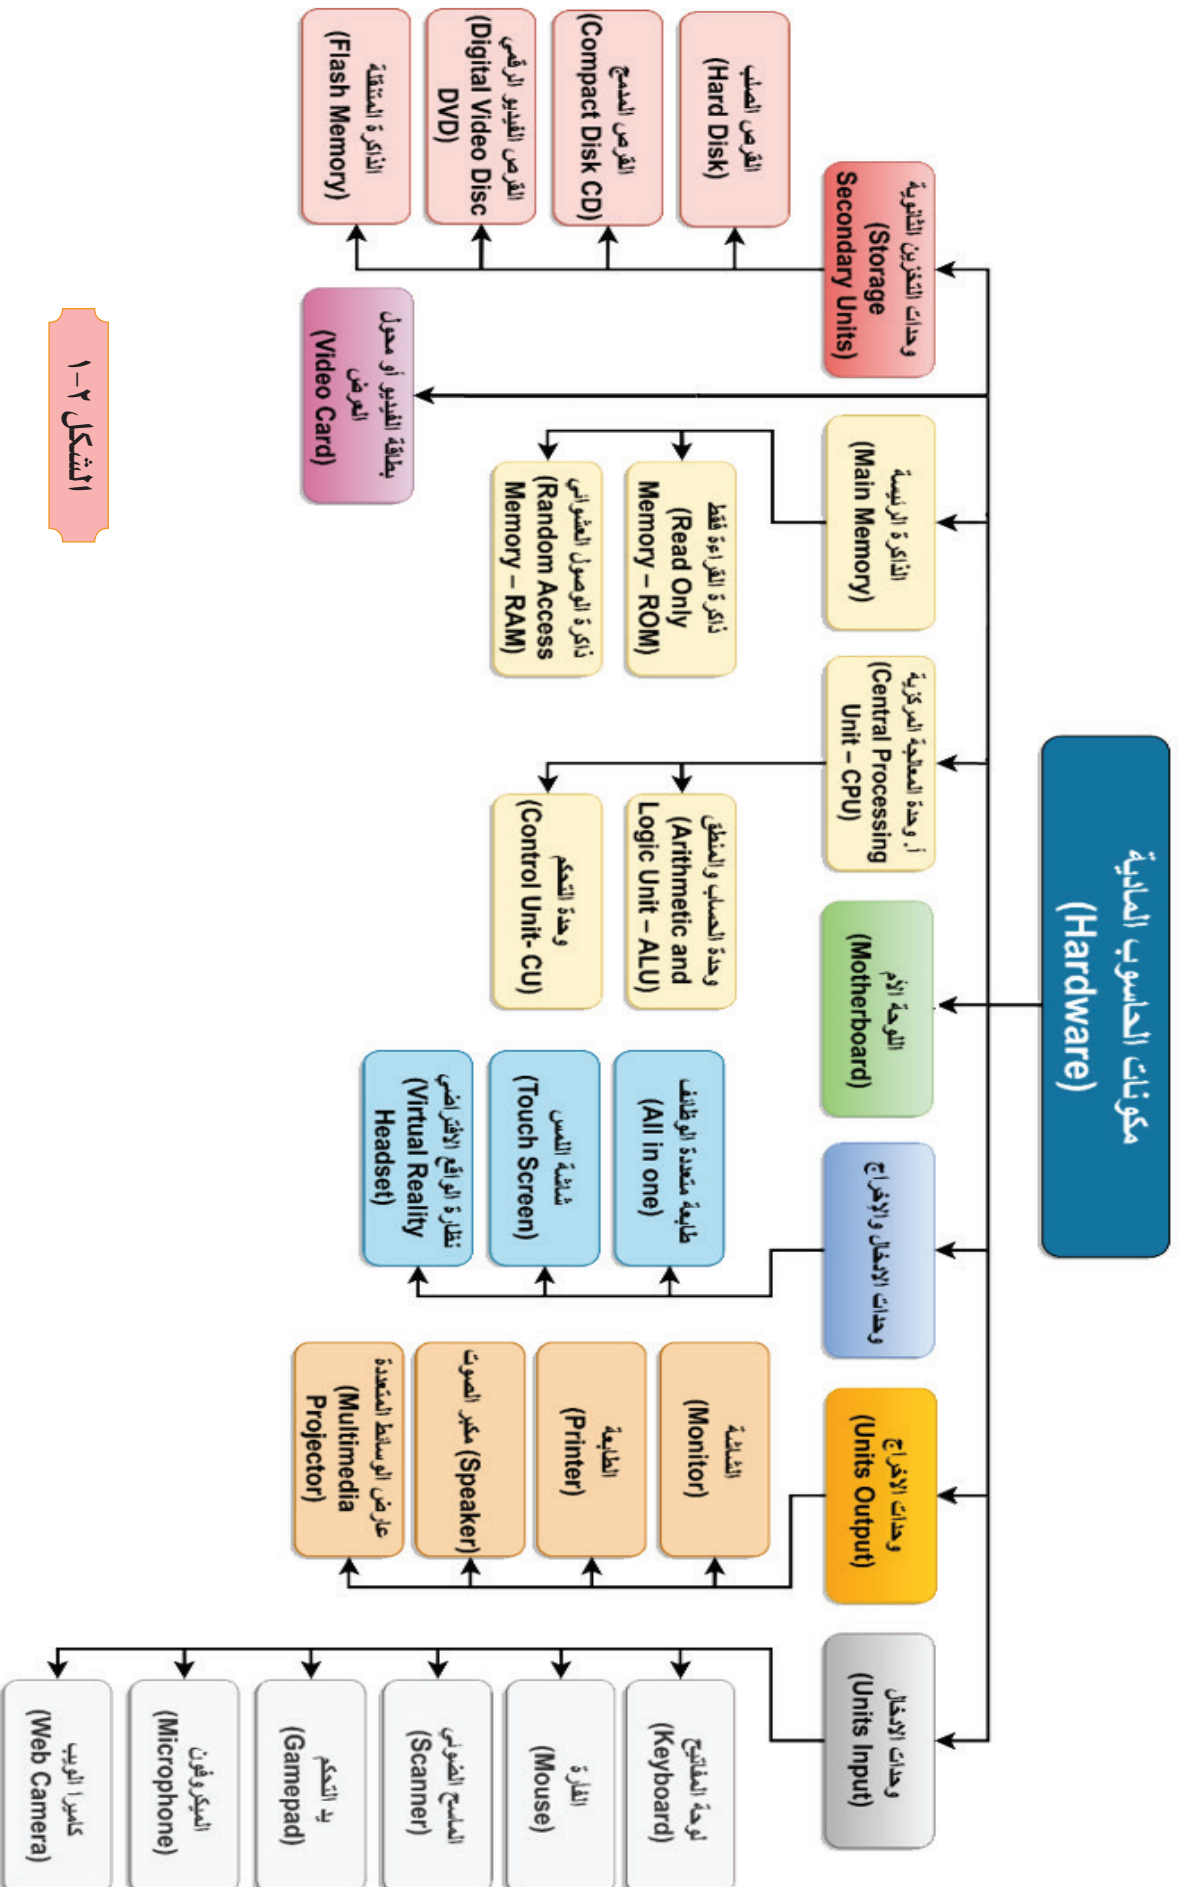 مكونات الحاسوب المادية
(Hardware)
وحدات الادخال
(Units Input)
لوحة المفاتيح
(Keyboard)
الفارة
(Mouse)
الماسح الضوئي
(Scanner)
يد التحكم
(Gamepad)
الميكروفون
(Microphone)
كاميرا الويب
(Web Camera)
وحدات الاخراج
(Units Output)
الشاشة
(Monitor)
الطابعة
(Printer)
مكبر الصوت (Speaker)
عارض الوسائط المتعددة
(Multimedia
Projector)
وحدات الإدخال والإخراج
طابعة متعددة الوظائف
(All in one)
شاشة اللمس
(Touch Screen)
نظارة الواقع الافتراضي
(Virtual Reality
Headset)
اللوحة الأم
(Motherboard)
أ. وحدة المعالجة المركزية
(Central Processing
Unit – CPU)
وحدة الحساب والمنطق
(Arithmetic and
Logic Unit – ALU)
وحدة التحكم
(Control Unit- CU)
الذاكرة الرئيسة
(Main Memory)
ذاكرة القراءة فقط
(Read Only
Memory – ROM)
ذاكرة الوصول العشوائي
(Random Access
Memory – RAM)
بطاقة الفيديو أو محول
العرض
(Video Card)
وحدات التخزين الثانوية
(Storage
Secondary Units)
القرص الصلب
(Hard Disk)
القرص المدمج
(Compact Disk CD)
القرص الفيديو الرقمي
(Digital Video Disc
DVD)
الذاكرة المتنقلة
(Flash Memory)
الشكل ٢-١